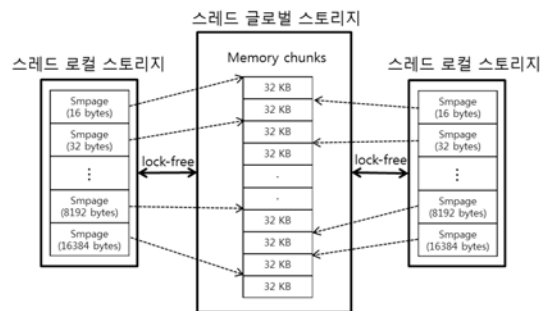 스레드 글로벌 스토리지
스레드 로컬 스토리지
Smpage
(16 bytes)
Smpage
(32 bytes)
⋮
Smpage
(8192 bytes)
Smpage
(16384 bytes)
lock-free
Memory chunks
32 KB
32 KB
32 KB
32 KB
.
.
32 KB
32 KB
32 KB
32 KB
lock-free
스레드 로컬 스토리지
Smpage
(16 bytes)
Smpage
(32 bytes)
⋮
Smpage
(8192 bytes)
Smpage
(16384 bytes)